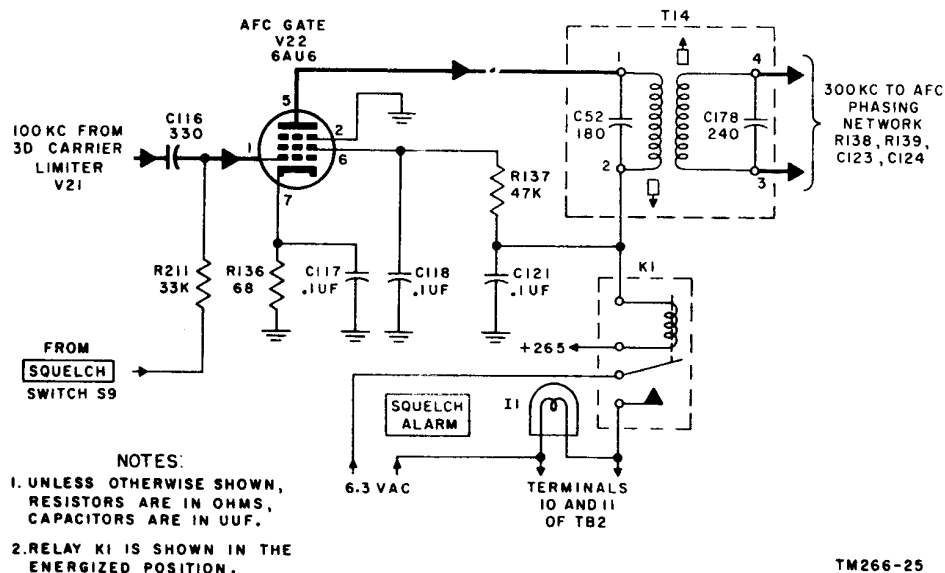 AFC GATE
V22
6AU6
5
2
6
1
7
100KC FROM
3D CARRIER
LIMITER
V21
C116
330
R211
33K
R136
68
C117
.1UF
C118
.1UF
R137
47K
C121
.1UF
T14
1
C52
180
2
4
C178
240
3
300KC TO AFC
PHASING
NETWORK
R138, R139,
C123, C124
K1
+265
FROM
SQUELCH
SWITCH S9
SQUELCH
ALARM
I1
6.3 VAC
TERMINALS
10 AND 11
OF TB2
NOTES:
1. UNLESS OTHERWISE SHOWN,
RESISTORS ARE IN OHMS,
CAPACITORS ARE IN UUF.
2. RELAY K1 IS SHOWN IN THE
ENERGIZED POSITION.
TM266-25